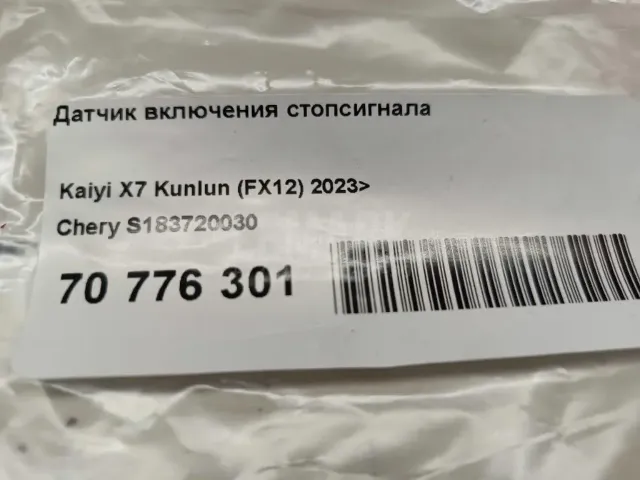 Датчик включения стопсигнала
Kaiyi X7 Kunlun (FX12) 2023>
Chery S183720030
70 776 301